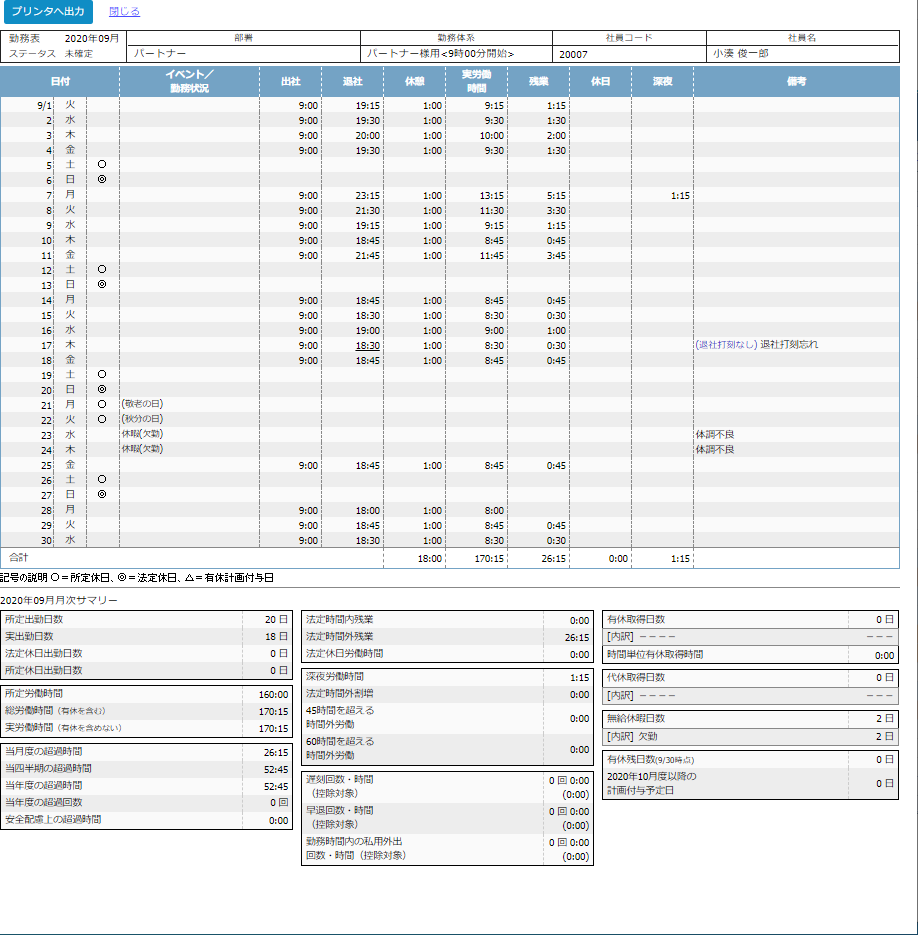 プリンタへ出力 閉じる
勤務表 2020年09月 部署 勤務体系 社員コード 社員名
ステータス 未確定 パートナー パートナー様用<9時00分開始> 20007 小湊 俊一郎
日付 イベント／勤務状況 出社 退社 休憩 実労働時間 残業 休日 深夜 備考
9/1 火 9:00 19:15 1:00 9:15 1:15
2 水 9:00 19:30 1:00 9:30 1:30
3 木 9:00 20:00 1:00 10:00 2:00
4 金 9:00 19:30 1:00 9:30 1:30
5 土 ○
6 日 ◎
7 月 9:00 23:15 1:00 13:15 5:15 1:15
8 火 9:00 21:30 1:00 11:30 3:30
9 水 9:00 19:15 1:00 9:15 1:15
10 木 9:00 18:45 1:00 8:45 0:45
11 金 9:00 21:45 1:00 11:45 3:45
12 土 ○
13 日 ◎
14 月 9:00 18:45 1:00 8:45 0:45
15 火 9:00 18:30 1:00 8:30 0:30
16 水 9:00 19:00 1:00 9:00 1:00
17 木 9:00 18:30 1:00 8:30 0:30 (退社打刻なし) 退社打刻忘れ
18 金 9:00 18:45 1:00 8:45 0:45
19 土 ○
20 日 ◎
21 月 ○ (敬老の日)
22 火 ○ (秋分の日)
23 水 休暇(欠勤) 体調不良
24 木 休暇(欠勤) 体調不良
25 金 9:00 18:45 1:00 8:45 0:45
26 土 ○
27 日 ◎
28 月 9:00 18:00 1:00 8:00
29 火 9:00 18:45 1:00 8:45 0:45
30 水 9:00 18:30 1:00 8:30 0:30
合計 18:00 170:15 26:15 0:00 1:15
記号の説明 ○＝所定休日、◎＝法定休日、△＝有休計画付与日
2020年09月月次サマリー
所定出勤日数 20 日
実出勤日数 18 日
法定休日出勤日数 0 日
所定休日出勤日数 0 日
所定労働時間 160:00
総労働時間（有休を含む） 170:15
実労働時間（有休を含めない） 170:15
当月度の超過時間 26:15
当四半期の超過時間 52:45
当年度の超過時間 52:45
当年度の超過回数 0 回
安全配慮上の超過時間 0:00
法定時間内残業 0:00
法定時間外残業 26:15
法定休日労働時間 0:00
深夜労働時間 1:15
法定時間外割増 0:00
45時間を超える
時間外労働 0:00
60時間を超える
時間外労働 0:00
遅刻回数・時間 0 回 0:00
（控除対象） (0:00)
早退回数・時間 0 回 0:00
（控除対象） (0:00)
勤務時間内の私用外出 0 回 0:00
回数・時間（控除対象） (0:00)
有休取得日数 0 日
[内訳] －－－－ －－－
時間単位有休取得時間 0:00
代休取得日数 0 日
[内訳] －－－－ －－－
無給休暇日数 2 日
[内訳] 欠勤 2 日
有休残日数(9/30時点) 0 日
2020年10月度以降の
計画付与予定日 0 日